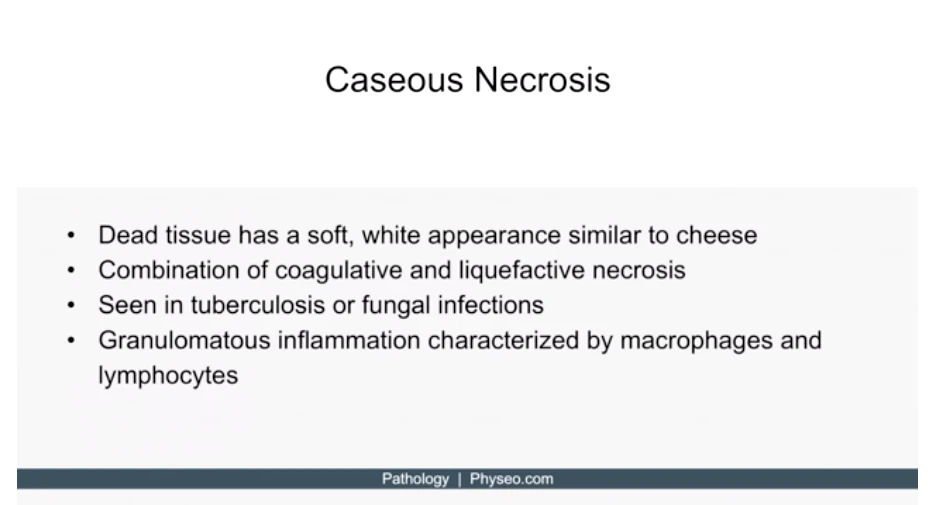 Caseous Necrosis
• Dead tissue has a soft, white appearance similar to cheese
• Combination of coagulative and liquefactive necrosis
• Seen in tuberculosis or fungal infections
• Granulomatous inflammation characterized by macrophages and
lymphocytes
Pathology | Physeo.com